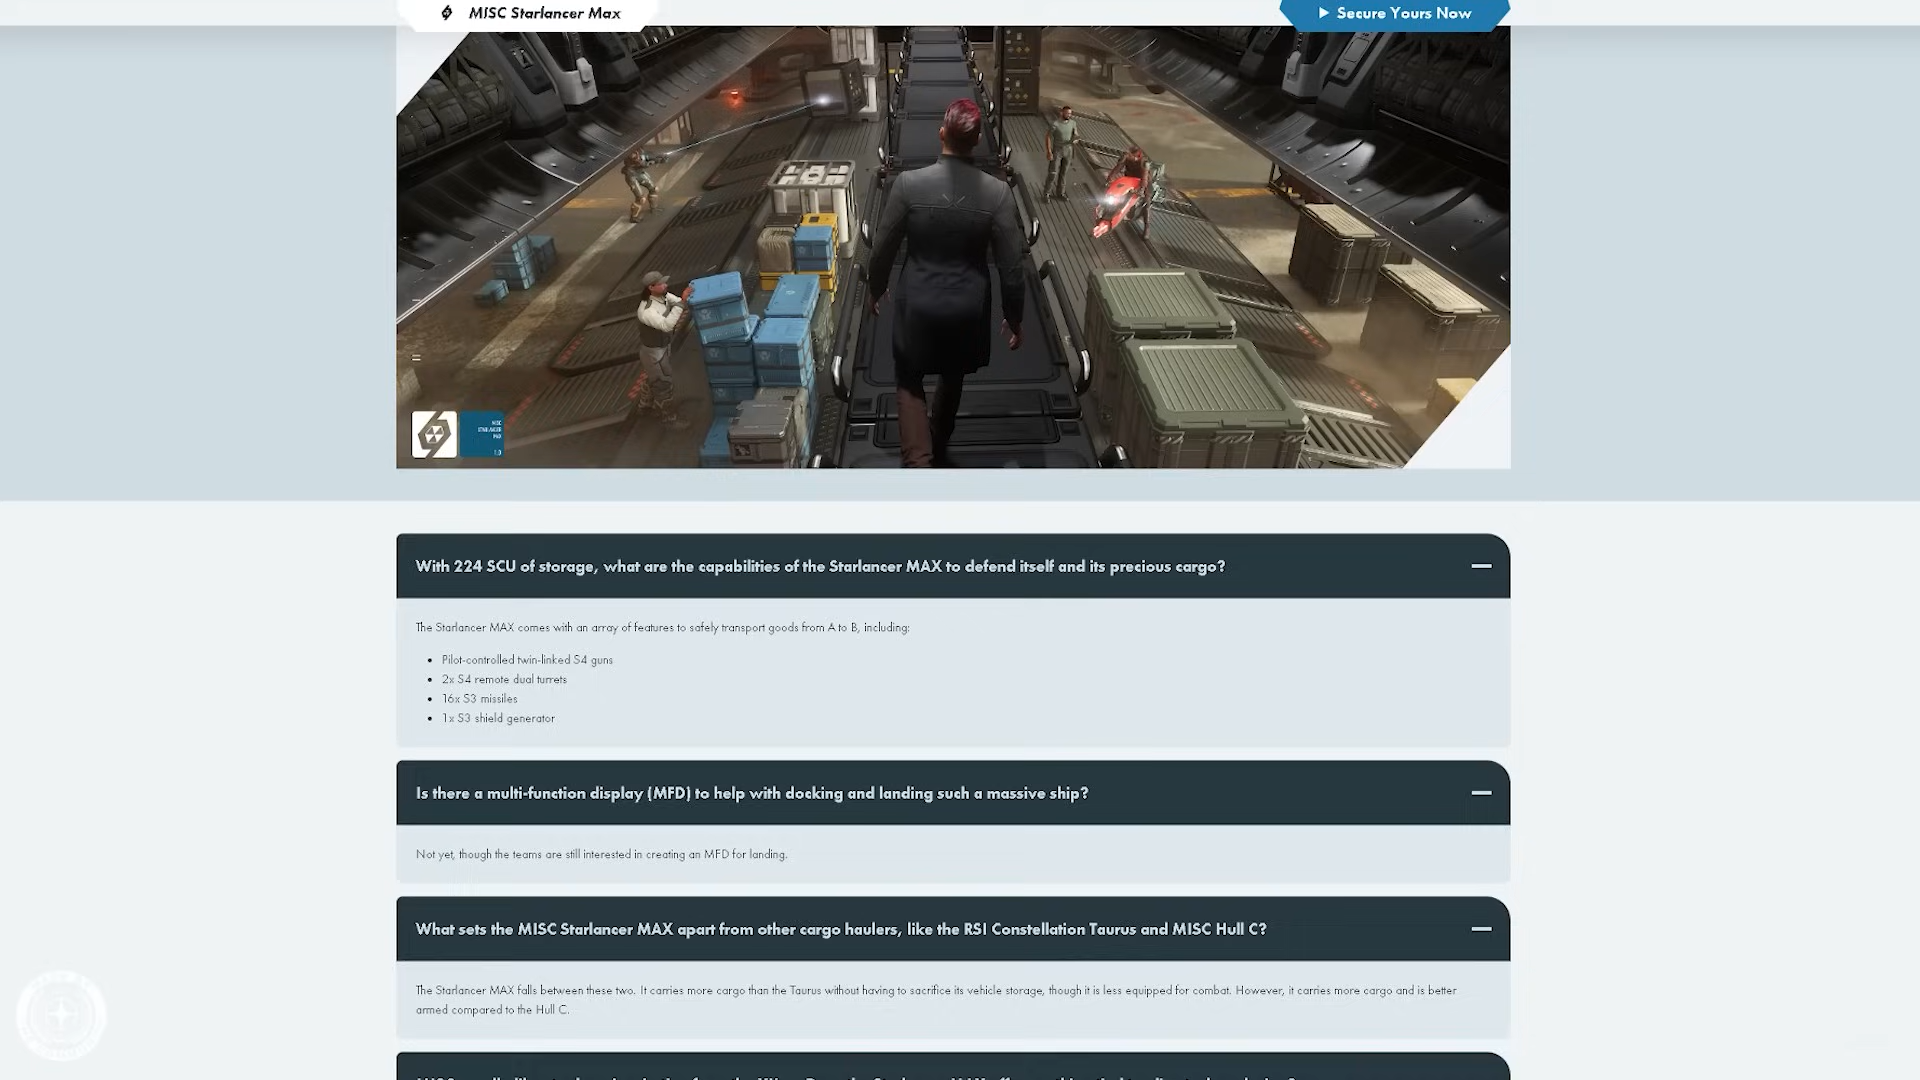 MISC Starlancer Max
Secure Yours Now
MISC
STARLANCER
MAX
1.0
With 224 SCU of storage, what are the capabilities of the Starlancer MAX to defend itself and its precious cargo?
The Starlancer MAX comes with an array of features to safely transport goods from A to B, including:
Pilot-controlled twin-linked S4 guns
2x S4 remote dual turrets
16x S3 missiles
1x S3 shield generator
Is there a multi-function display (MFD) to help with docking and landing such a massive ship?
Not yet, though the teams are still interested in creating an MFD for landing.
What sets the MISC Starlancer MAX apart from other cargo haulers, like the RSI Constellation Taurus and MISC Hull C?
The Starlancer MAX falls between these two. It carries more cargo than the Taurus without having to sacrifice its vehicle storage, though it is less equipped for combat. However, it carries more cargo and is better
armed compared to the Hull C.